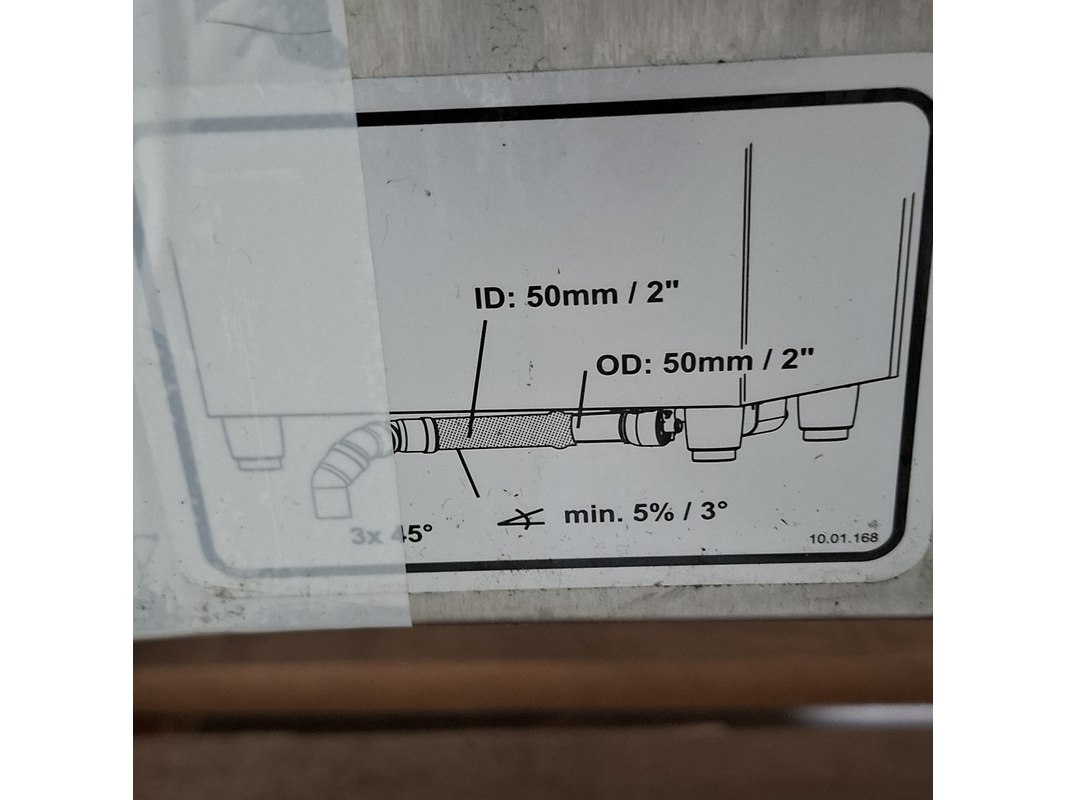 ID: 50mm / 2"
OD: 50mm / 2"
min. 5% / 3°
3x 45°
10.01.168